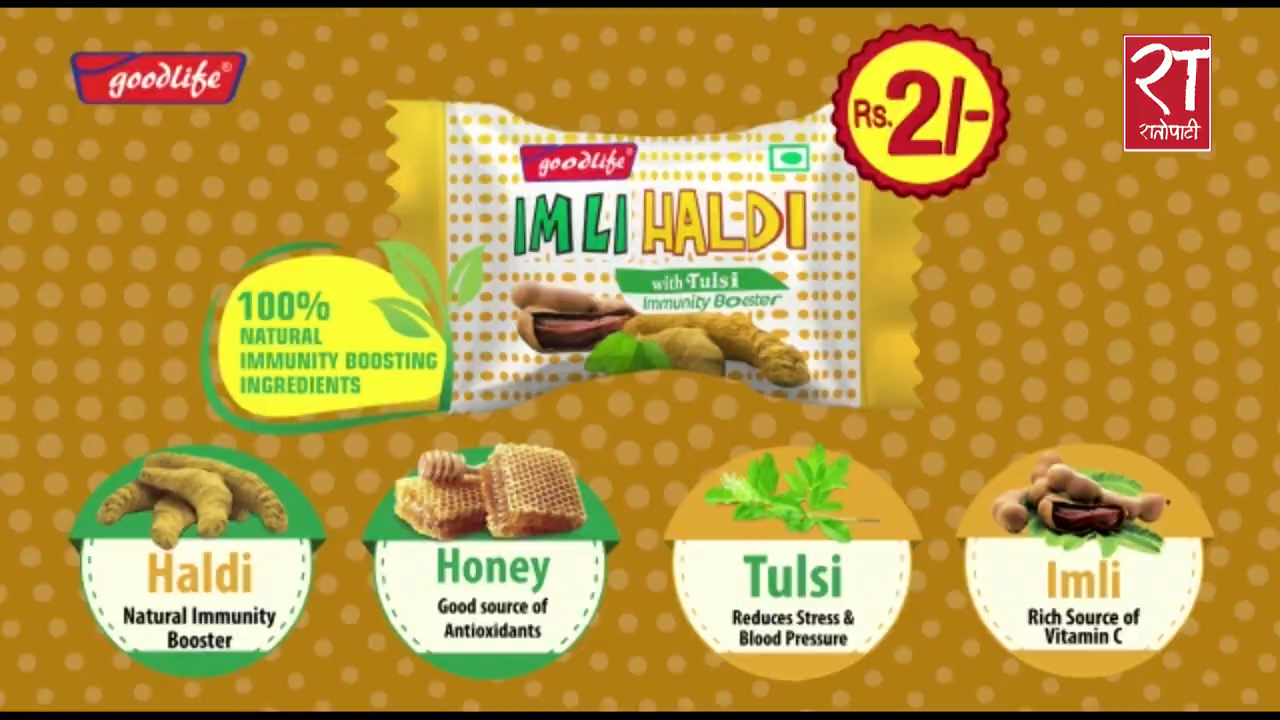 goodlife®
Rs. 2/-
रा
रातोपाटी
goodlife®
IMLI HALDI
with Tulsi
Immunity Booster
100%
NATURAL
IMMUNITY BOOSTING
INGREDIENTS
Haldi
Natural Immunity
Booster
Honey
Good source of
Antioxidants
Tulsi
Reduces Stress &
Blood Pressure
Imli
Rich Source of
Vitamin C